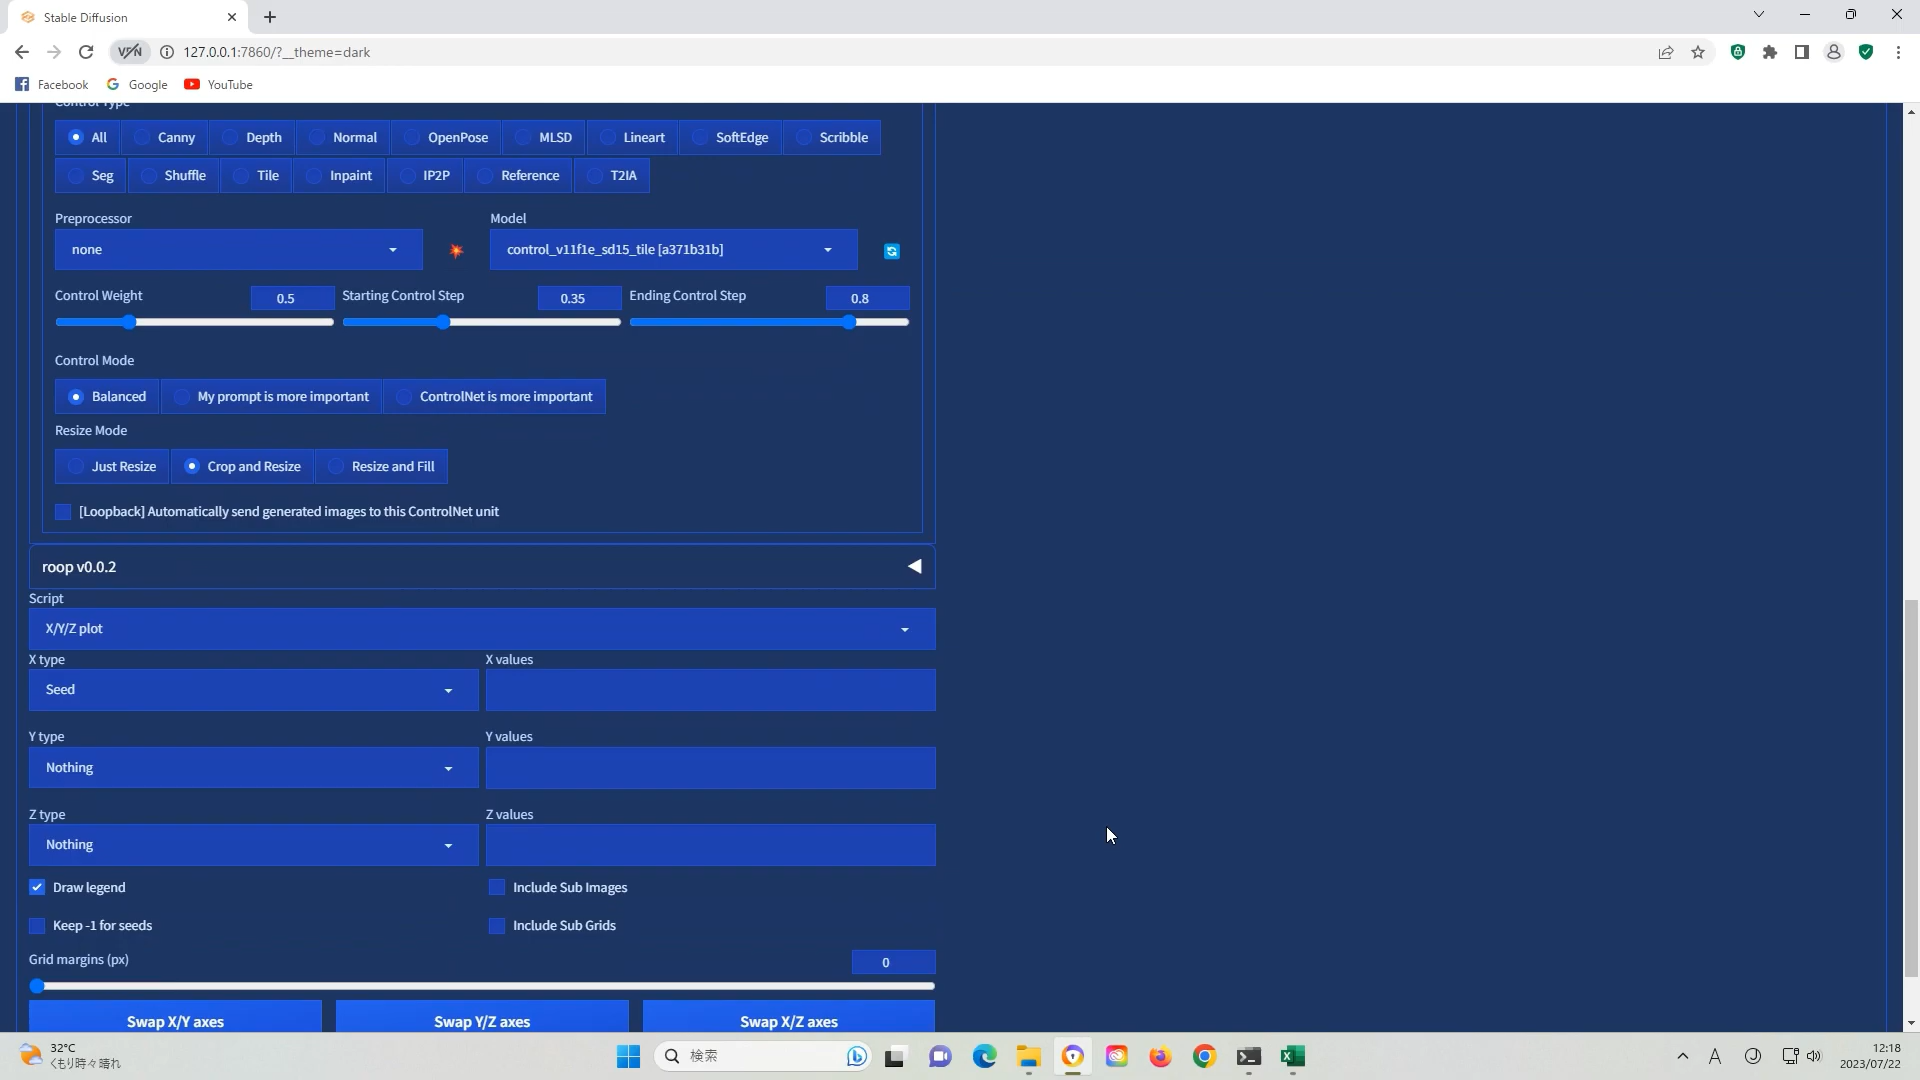 Stable Diffusion
VPN 127.0.0.1:7860/?__theme=dark
Facebook Google YouTube
Control Type
All Canny Depth Normal OpenPose MLSD Lineart SoftEdge Scribble
Seg Shuffle Tile Inpaint IP2P Reference T2IA
Preprocessor Model
none control_v11f1e_sd15_tile [a371b31b]
Control Weight 0.5 Starting Control Step 0.35 Ending Control Step 0.8
Control Mode
Balanced My prompt is more important ControlNet is more important
Resize Mode
Just Resize Crop and Resize Resize and Fill
[Loopback] Automatically send generated images to this ControlNet unit
roop v0.0.2
Script
X/Y/Z plot
X type X values
Seed
Y type Y values
Nothing
Z type Z values
Nothing
Draw legend Include Sub Images
Keep -1 for seeds Include Sub Grids
Grid margins (px) 0
Swap X/Y axes Swap Y/Z axes Swap X/Z axes
32°C
くもり時々晴れ
検索
A
12:18
2023/07/22